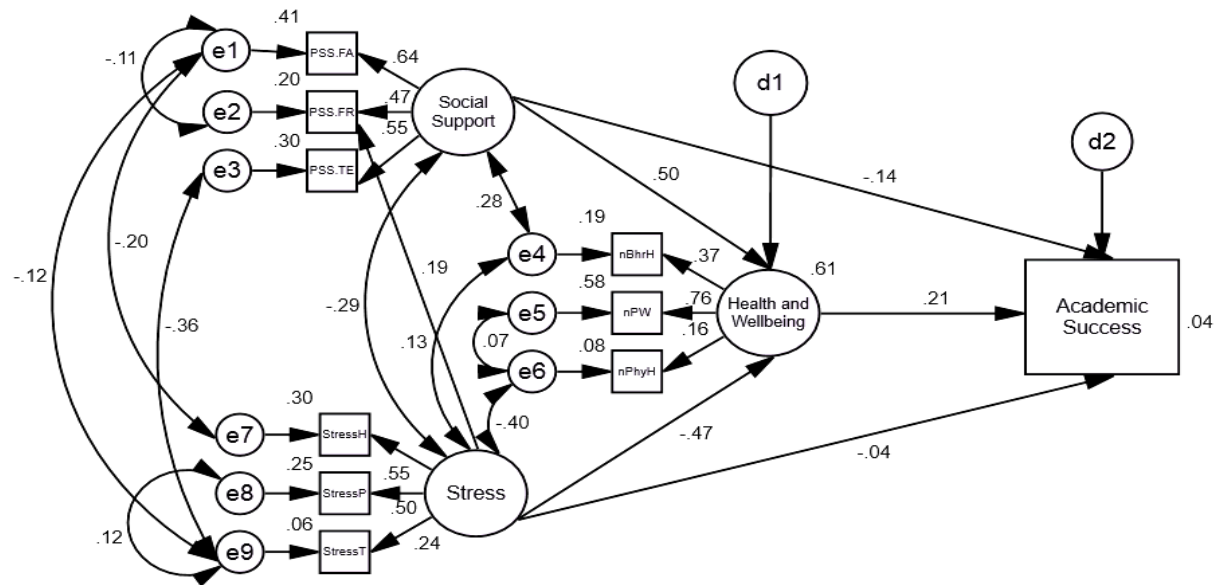 .41
e1
PSS.FA
.64
-.11
.20
e2
PSS.FR
.47
Social
Support
.55
.30
e3
PSS.TE
d1
d2
.50
-.14
.28
.19
e4
nBhrH
.37
-.20
-.12
-.29
.19
.58
e5
nPW
.76
Health and
Wellbeing
.61
.21
Academic
Success
.04
-.36
.13
.07
.16
.08
e6
nPhyH
-.40
-.47
-.04
.30
e7
StressH
.55
.25
e8
StressP
.50
Stress
.06
.12
e9
StressT
.24